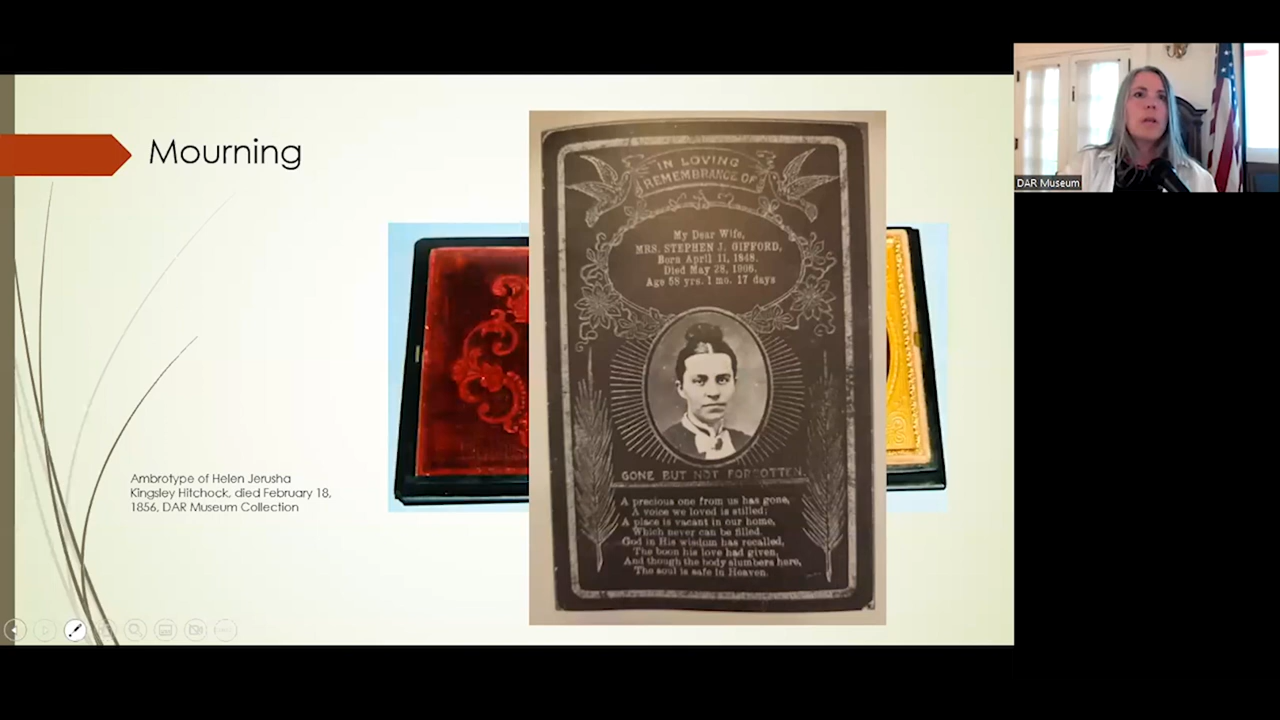 Mourning
IN LOVING
REMEMBRANCE OF
My Dear Wife,
MRS. STEPHEN J. GIFFORD,
Born April 11, 1848.
Died May 28, 1906.
Age 58 yrs. 1 mo. 17 days
GONE BUT NOT FORGOTTEN.
A precious one from us has gone,
A voice we loved is stilled;
A place is vacant in our home,
Which never can be filled.
God in His wisdom has recalled,
The boon his love had given,
And though the body slumbers here,
The soul is safe in Heaven.
Ambrotype of Helen Jerusha
Kingsley Hitchock, died February 18,
1856, DAR Museum Collection
DAR Museum